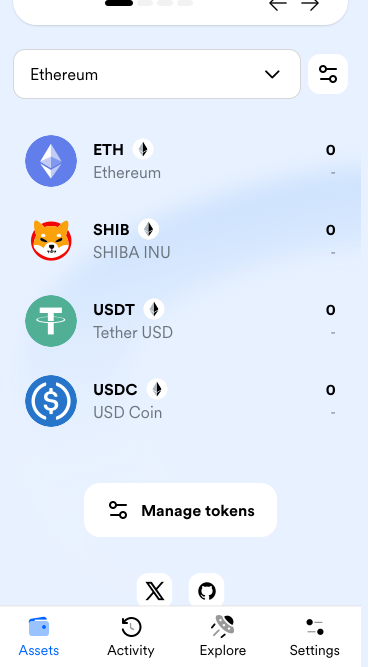 Ethereum
ETH
0
Ethereum
-
SHIB
0
SHIBA INU
-
USDT
0
Tether USD
-
USDC
0
USD Coin
-
Manage tokens
Assets
Activity
Explore
Settings